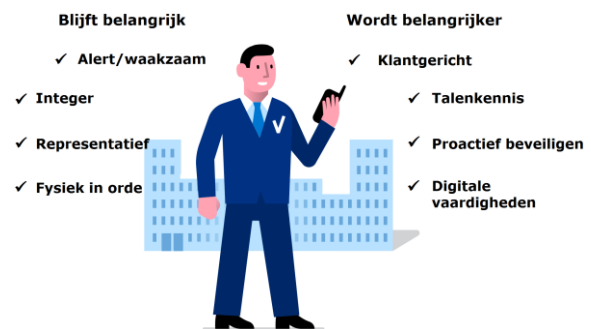 Blijft belangrijk
Alert/waakzaam
Integer
Representatief
Fysiek in orde
Wordt belangrijker
Klantgericht
Talenkennis
Proactief beveiligen
Digitale
vaardigheden